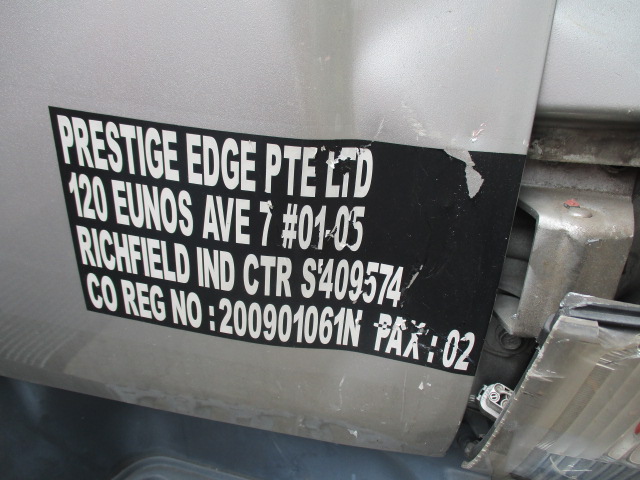 PRESTIGE EDGE PTE LTD
120 EUNOS AVE 7 #01-05
RICHFIELD IND CTR S'409574
CO REG NO : 200901061N PAX : 02